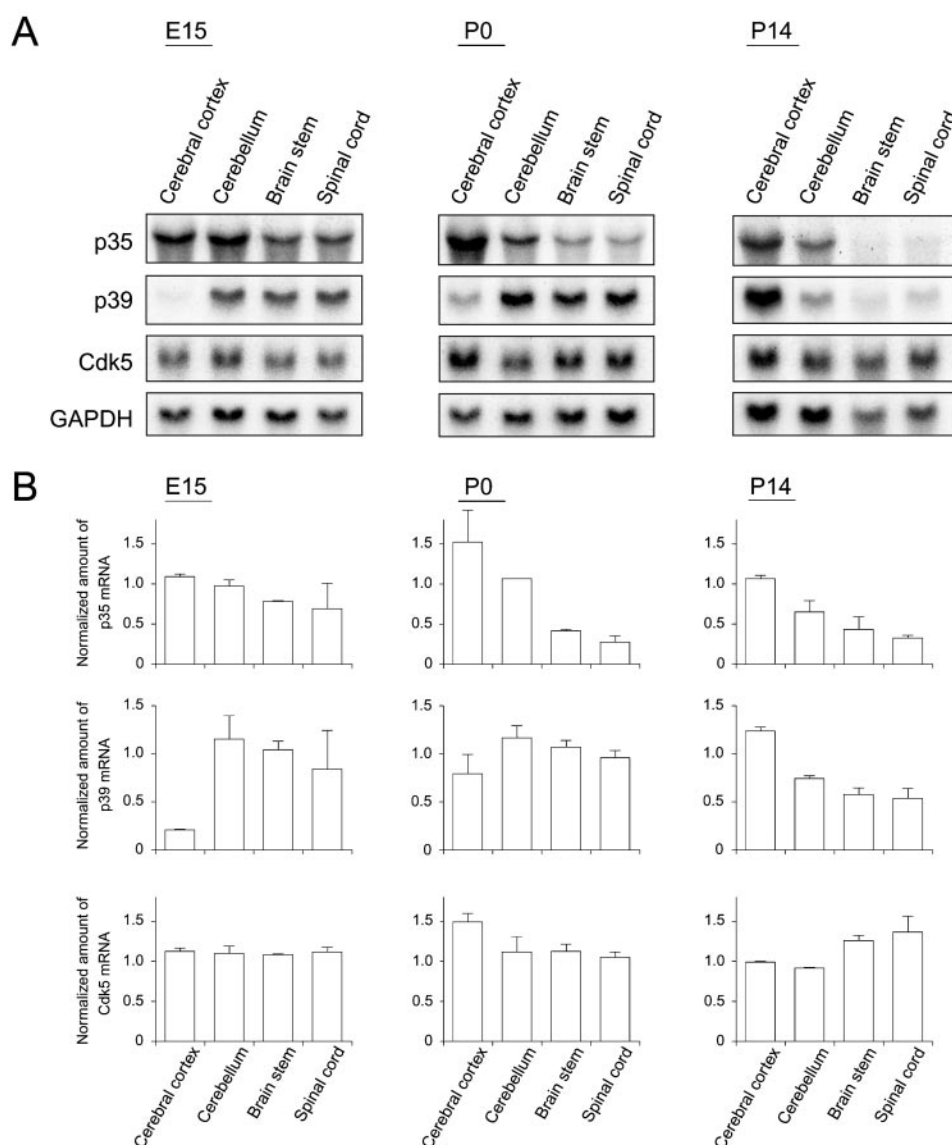 A
E15 P0 P14
Cerebral cortex Cerebellum Brain stem Spinal cord Cerebral cortex Cerebellum Brain stem Spinal cord Cerebral cortex Cerebellum Brain stem Spinal cord
p35
p39
Cdk5
GAPDH
B
E15 P0 P14
Normalized amount of
p35 mRNA
1.5 1.5 1.5
1.0 1.0 1.0
0.5 0.5 0.5
0 0 0
Normalized amount of
p39 mRNA
1.5 1.5 1.5
1.0 1.0 1.0
0.5 0.5 0.5
0 0 0
Normalized amount of
Cdk5 mRNA
1.5 1.5 1.5
1.0 1.0 1.0
0.5 0.5 0.5
0 0 0
Cerebral cortex Cerebellum Brain stem Spinal cord Cerebral cortex Cerebellum Brain stem Spinal cord Cerebral cortex Cerebellum Brain stem Spinal cord